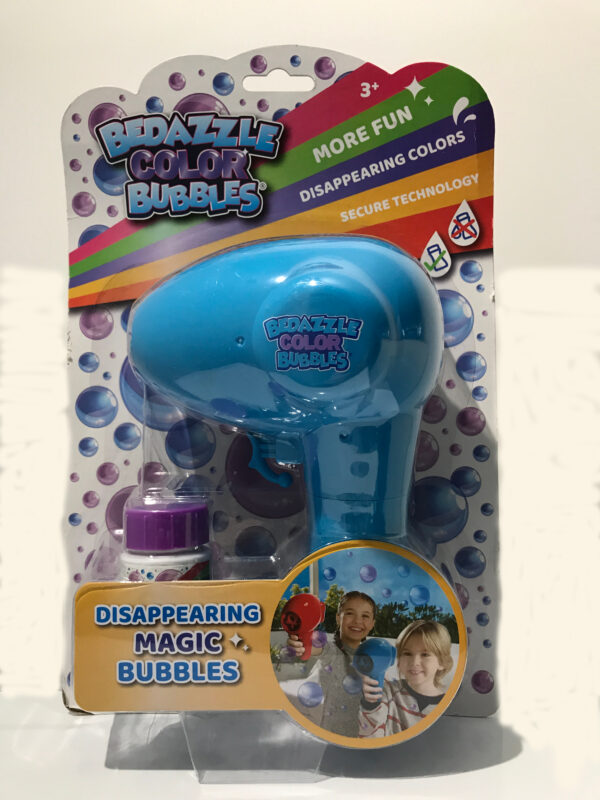 3+
BEDAZZLE
COLOR
BUBBLES®
MORE FUN
DISAPPEARING COLORS
SECURE TECHNOLOGY
BEDAZZLE
COLOR
BUBBLES
DISAPPEARING
MAGIC
BUBBLES